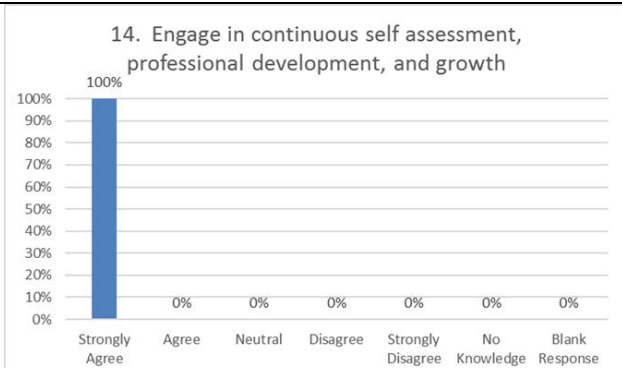 14. Engage in continuous self assessment,
professional development, and growth
100%
100%
90%
80%
70%
60%
50%
40%
30%
20%
10%
0%
0%
0%
0%
0%
0%
0%
Strongly Agree
Agree
Neutral
Disagree
Strongly Disagree
No Knowledge
Blank Response